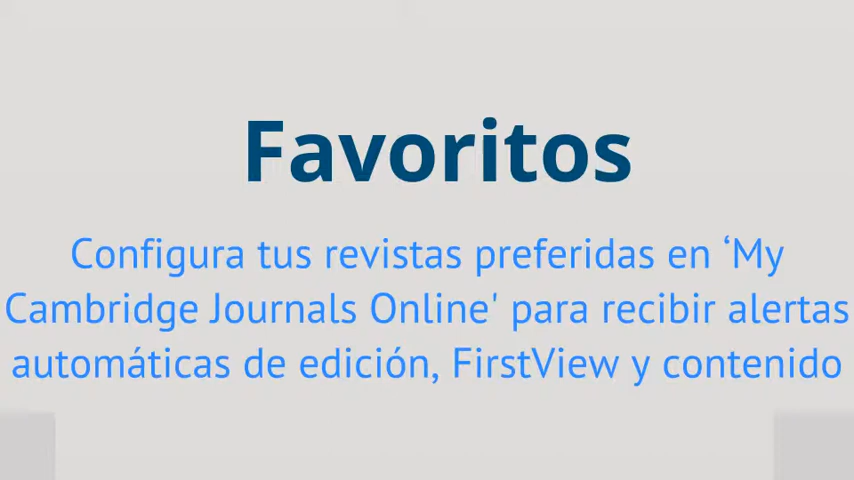 Favoritos
Configura tus revistas preferidas en ‘My
Cambridge Journals Online' para recibir alertas
automáticas de edición, FirstView y contenido